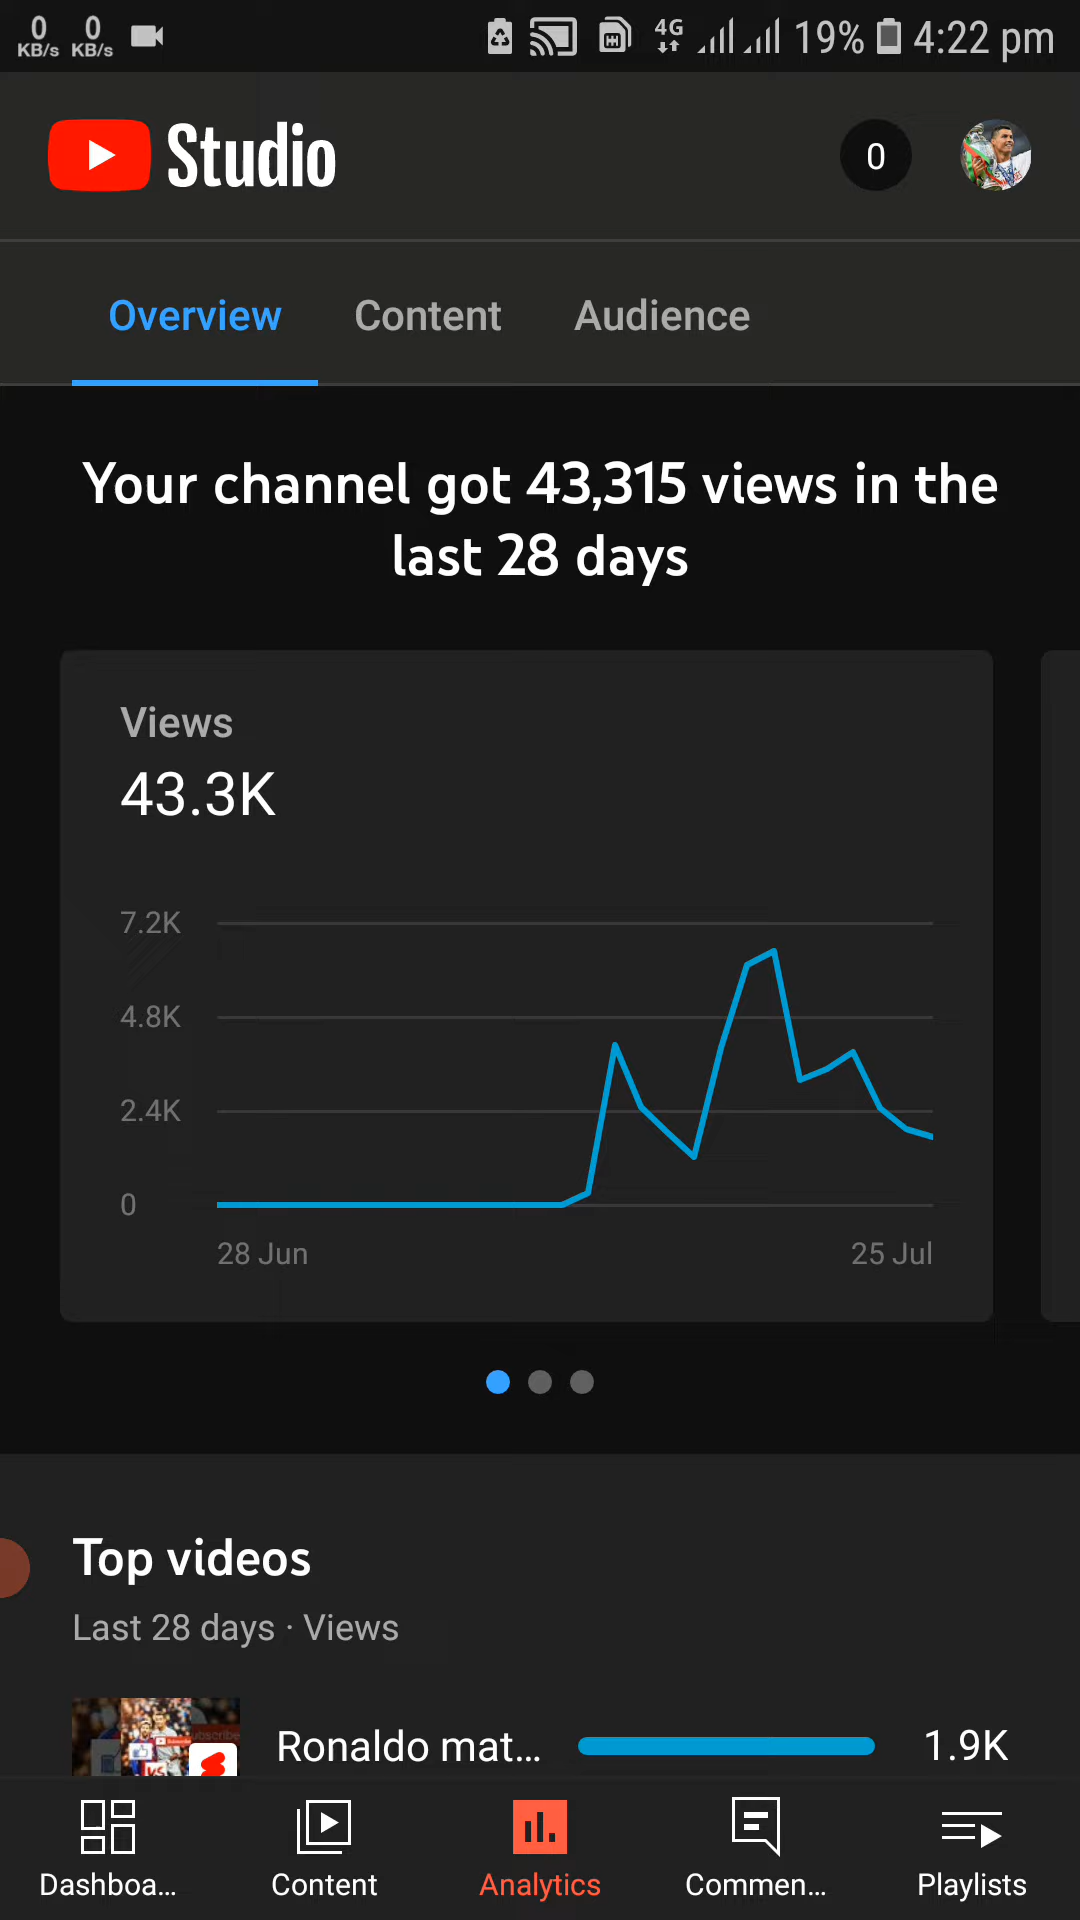 0 KB/s 0 KB/s 4G 19% 4:22 pm
Studio 0
Overview Content Audience
Your channel got 43,315 views in the
last 28 days
Views
43.3K
7.2K
4.8K
2.4K
0
28 Jun 25 Jul
Top videos
Last 28 days · Views
Ronaldo mat... 1.9K
VS
Dashboa... Content Analytics Commen... Playlists